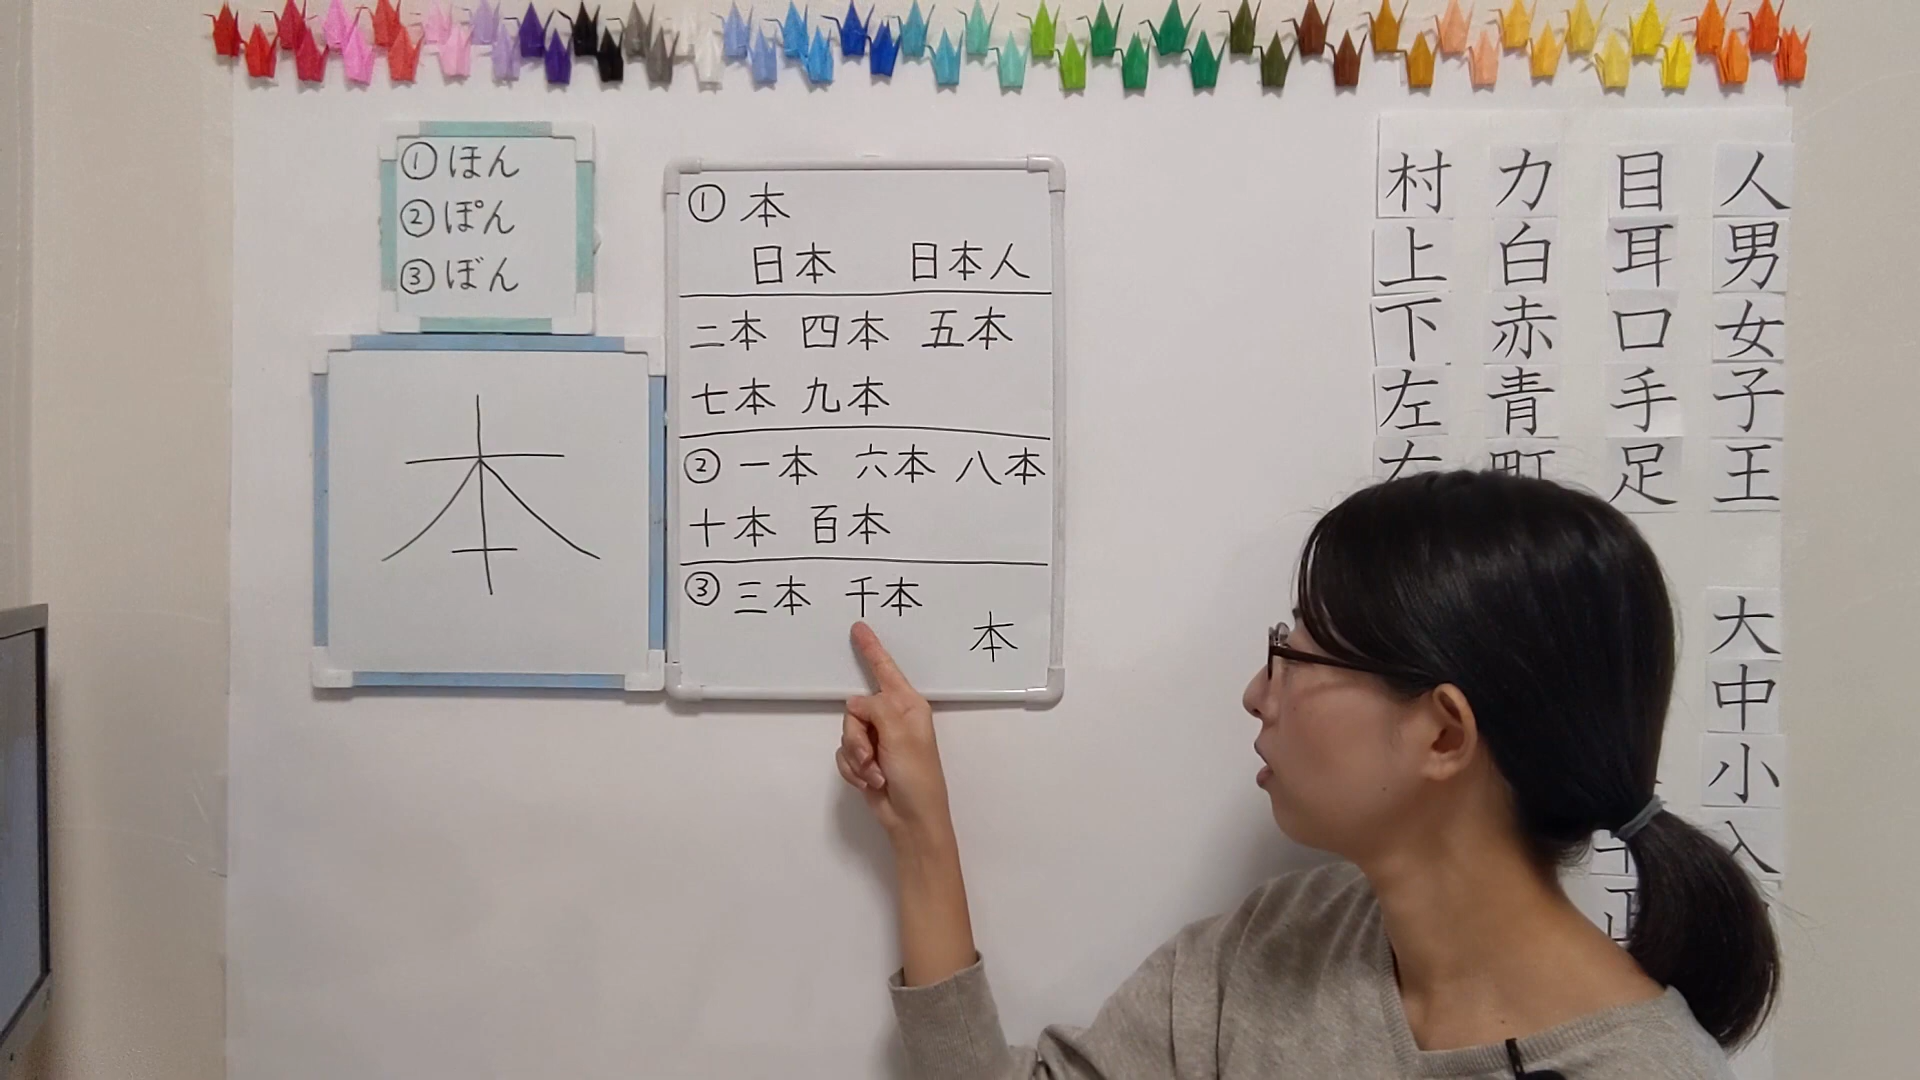 ① ほん
② ぽん
③ ぼん
本
① 本
日本 日本人
二本 四本 五本
七本 九本
② 一本 六本 八本
十本 百本
③ 三本 千本
本
人男女子王
目耳口手足
力白赤青町
村上下左右
大中小入